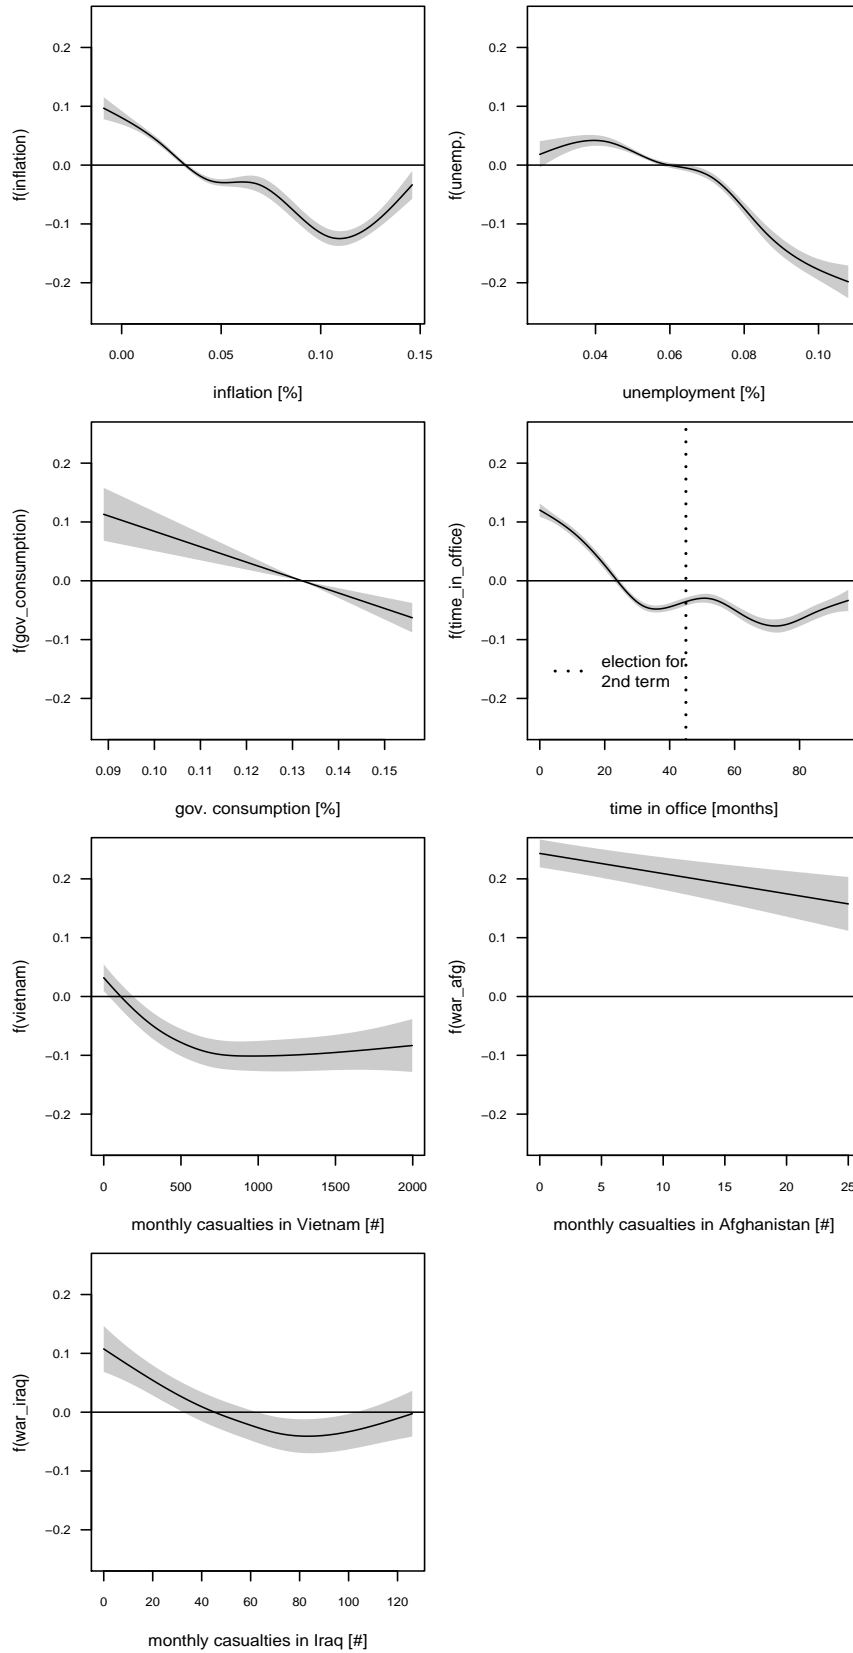 0.2
0.1
0.0
−0.1
−0.2
f(inflation)
0.00 0.05 0.10 0.15
inflation [%]
0.2
0.1
0.0
−0.1
−0.2
f(unemp.)
0.04 0.06 0.08 0.10
unemployment [%]
0.2
0.1
0.0
−0.1
−0.2
f(gov_consumption)
0.09 0.10 0.11 0.12 0.13 0.14 0.15
gov. consumption [%]
0.2
0.1
0.0
−0.1
−0.2
f(time_in_office)
election for
2nd term
0 20 40 60 80
time in office [months]
0.2
0.1
0.0
−0.1
−0.2
f(vietnam)
0 500 1000 1500 2000
monthly casualties in Vietnam [#]
0.2
0.1
0.0
−0.1
−0.2
f(war_afg)
0 5 10 15 20 25
monthly casualties in Afghanistan [#]
0.2
0.1
0.0
−0.1
−0.2
f(war_iraq)
0 20 40 60 80 100 120
monthly casualties in Iraq [#]